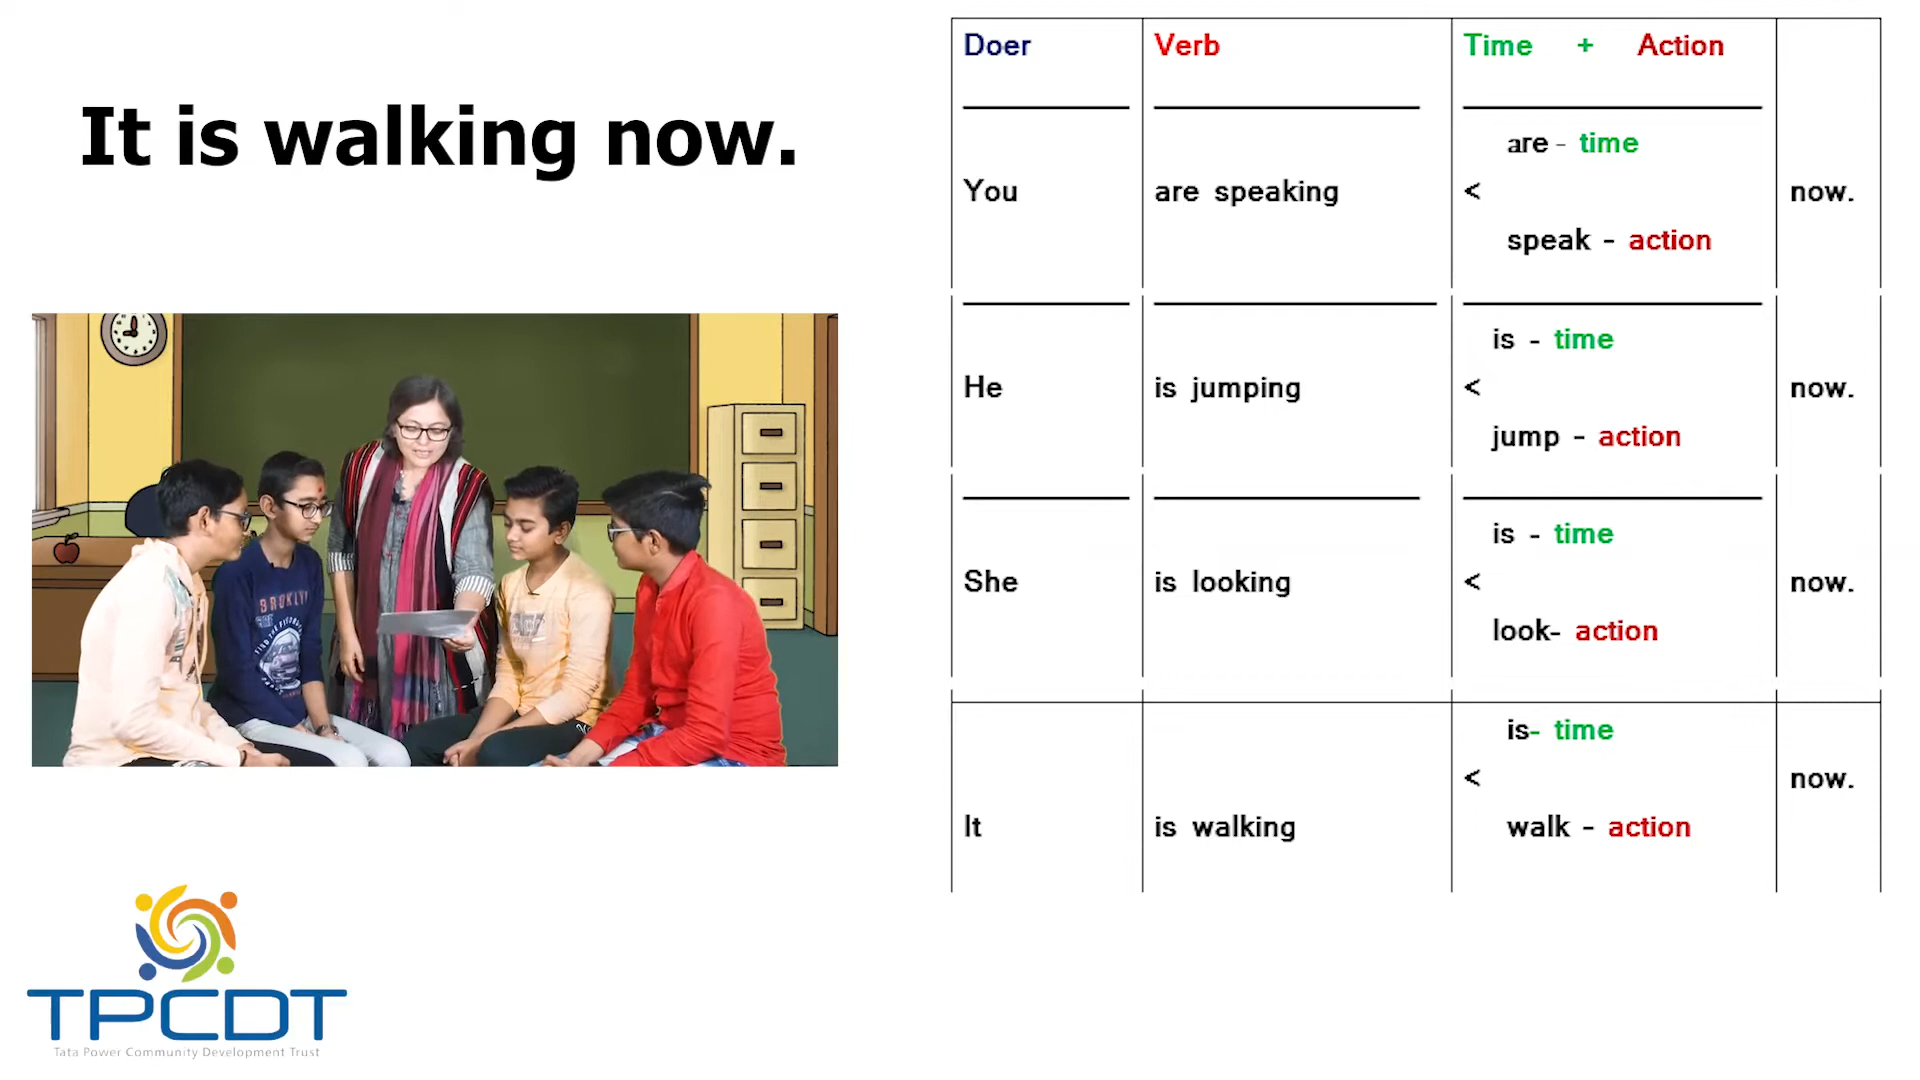 It is walking now.
Doer Verb Time + Action
are - time
You are speaking < now.
speak - action
is - time
He is jumping < now.
jump - action
is - time
She is looking < now.
look- action
is- time
< now.
It is walking walk - action
BROOKLYN
TPCDT
Tata Power Community Development Trust